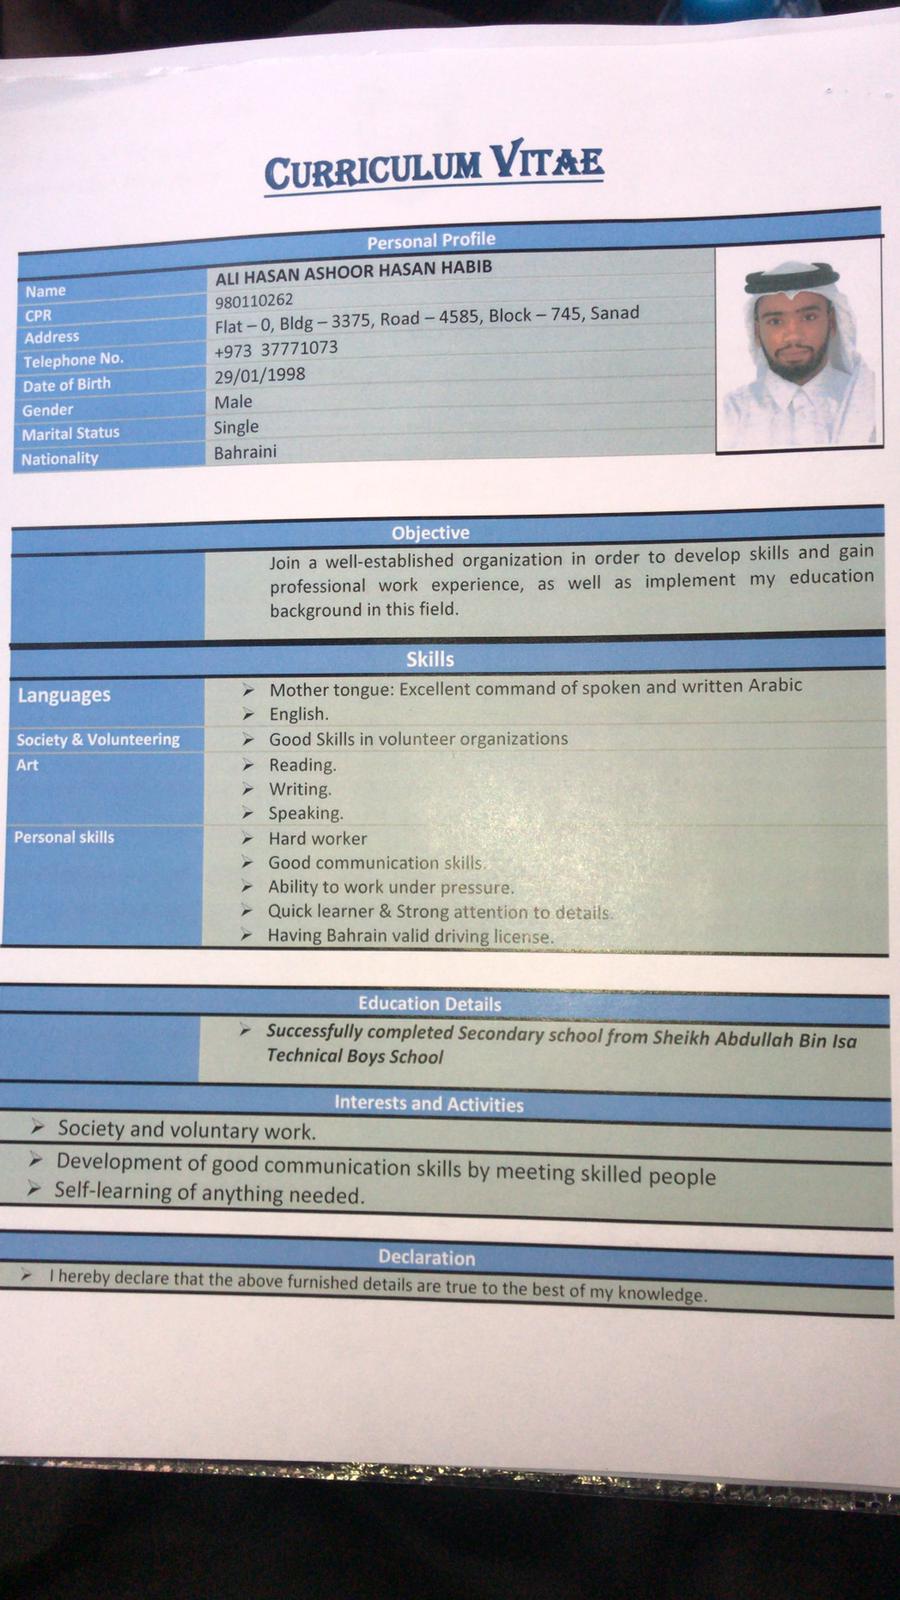 CURRICULUM VITAE
Personal Profile
Name ALI HASAN ASHOOR HASAN HABIB
CPR 980110262
Address Flat – 0, Bldg – 3375, Road – 4585, Block – 745, Sanad
Telephone No. +973 37771073
Date of Birth 29/01/1998
Gender Male
Marital Status Single
Nationality Bahraini
Objective
Join a well-established organization in order to develop skills and gain
professional work experience, as well as implement my education
background in this field.
Skills
Languages ➢ Mother tongue: Excellent command of spoken and written Arabic
➢ English.
Society & Volunteering ➢ Good Skills in volunteer organizations
Art ➢ Reading.
➢ Writing.
➢ Speaking.
Personal skills ➢ Hard worker
➢ Good communication skills.
➢ Ability to work under pressure.
➢ Quick learner & Strong attention to details.
➢ Having Bahrain valid driving license.
Education Details
➢ Successfully completed Secondary school from Sheikh Abdullah Bin Isa
Technical Boys School
Interests and Activities
➢ Society and voluntary work.
➢ Development of good communication skills by meeting skilled people
➢ Self-learning of anything needed.
Declaration
➢ I hereby declare that the above furnished details are true to the best of my knowledge.